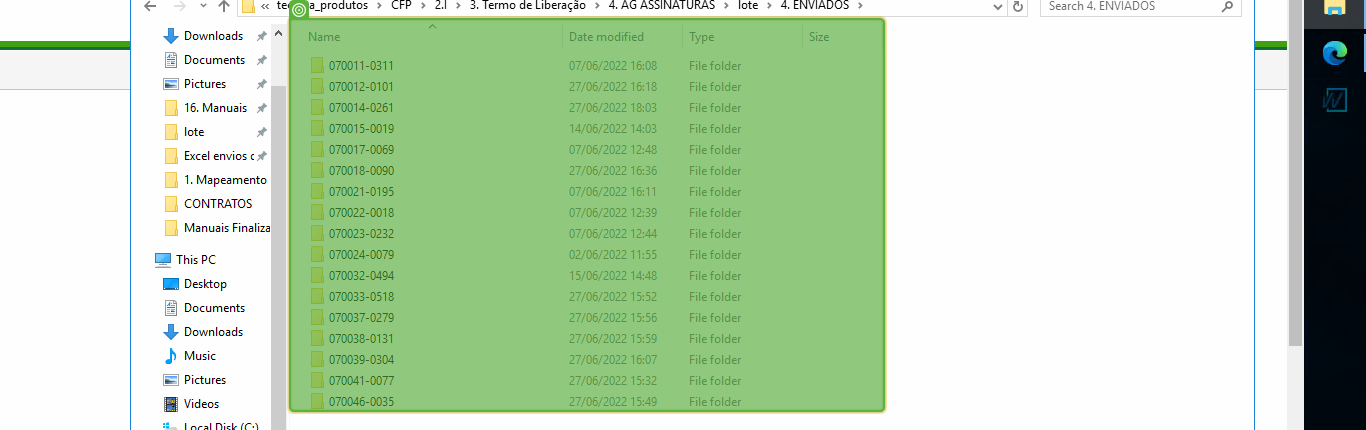 CFP > 2.I > 3. Termo de Liberação > 4. AG ASSINATURAS > lote > 4. ENVIADOS >
Search 4. ENVIADOS
Downloads
Documents
Pictures
16. Manuais
lote
Excel envios
1. Mapeamento
CONTRATOS
Manuais Finaliza
This PC
Desktop
Documents
Downloads
Music
Pictures
Videos
Local Disk (C:)
Name Date modified Type Size
070011-0311 07/06/2022 16:08 File folder
070012-0101 27/06/2022 16:18 File folder
070014-0261 27/06/2022 18:03 File folder
070015-0019 14/06/2022 14:03 File folder
070017-0069 07/06/2022 12:48 File folder
070018-0090 27/06/2022 16:36 File folder
070021-0195 07/06/2022 16:11 File folder
070022-0018 07/06/2022 12:39 File folder
070023-0232 07/06/2022 12:44 File folder
070024-0079 02/06/2022 11:55 File folder
070032-0494 15/06/2022 14:48 File folder
070033-0518 27/06/2022 15:52 File folder
070037-0279 27/06/2022 15:56 File folder
070038-0131 27/06/2022 15:59 File folder
070039-0304 27/06/2022 16:07 File folder
070041-0077 27/06/2022 15:32 File folder
070046-0035 27/06/2022 15:49 File folder